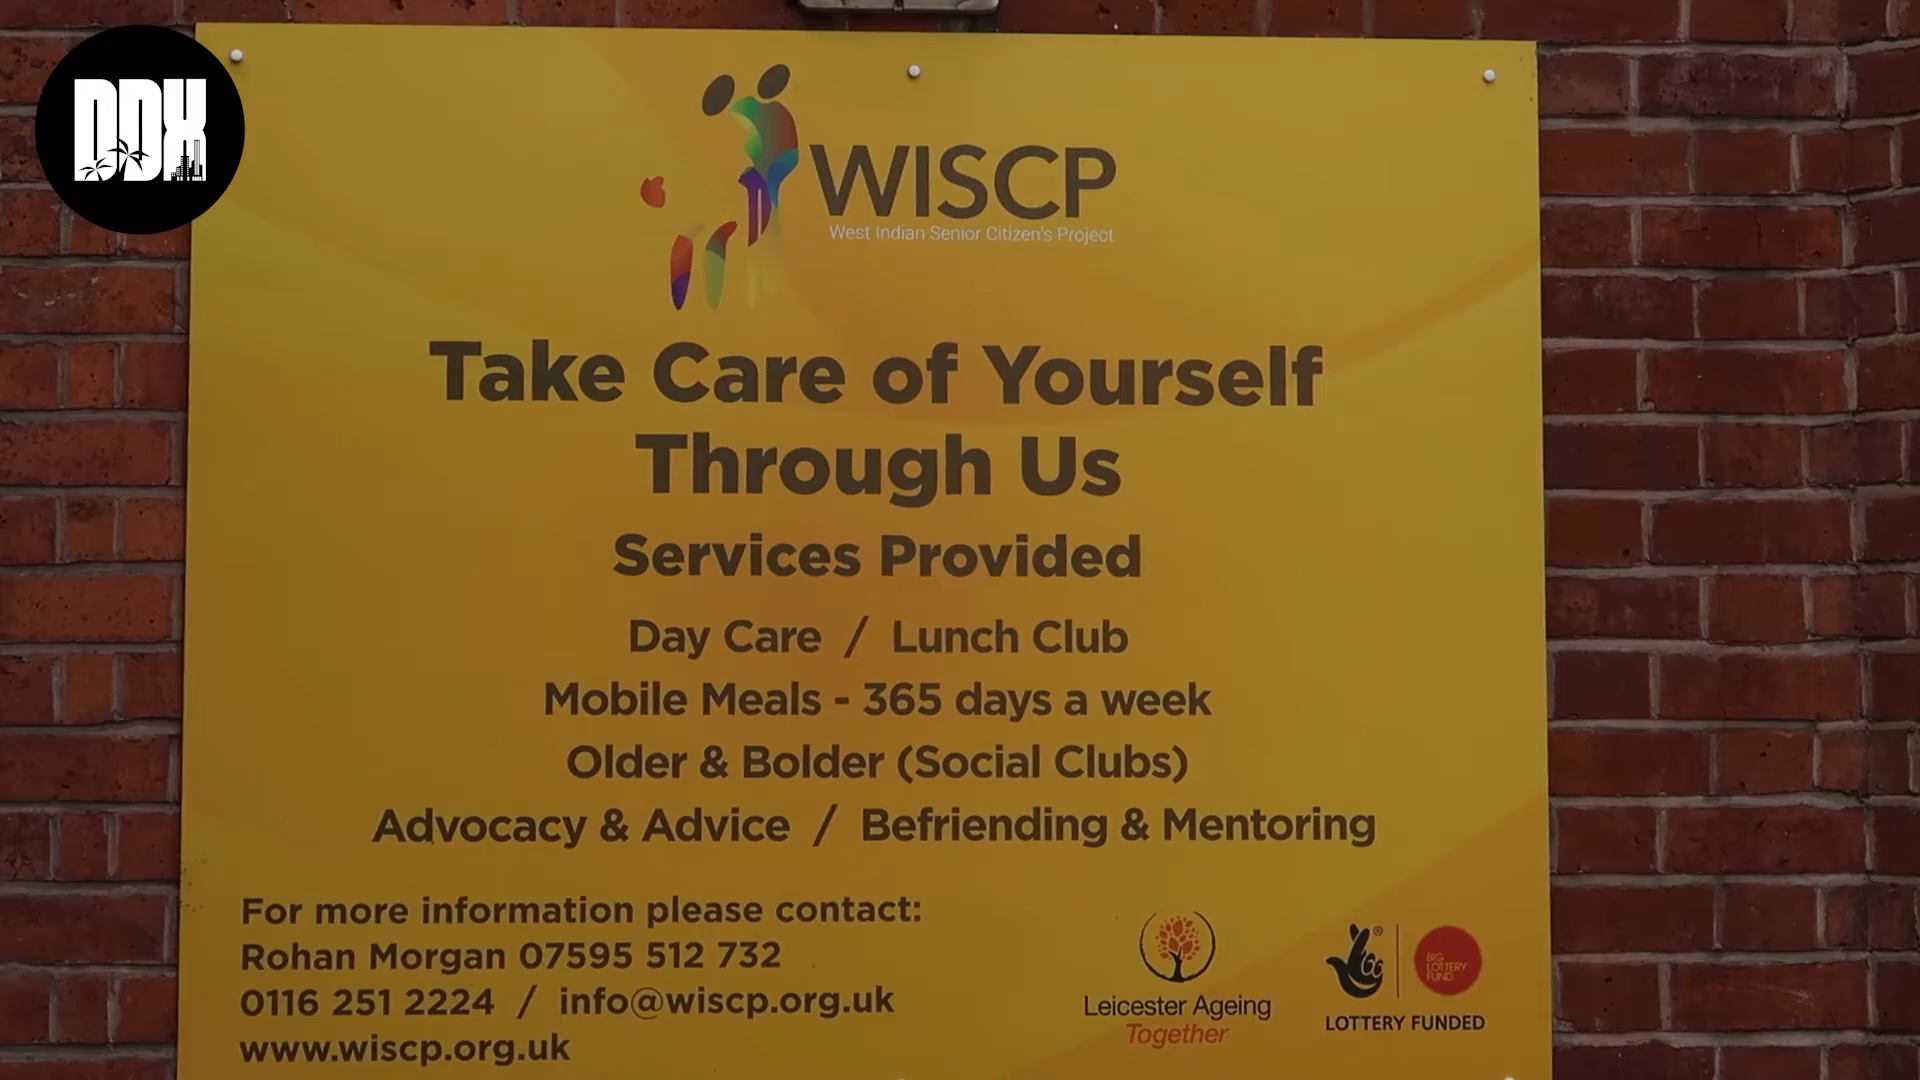 DDX
WISCP
West Indian Senior Citizen's Project
Take Care of Yourself
Through Us
Services Provided
Day Care / Lunch Club
Mobile Meals - 365 days a week
Older & Bolder (Social Clubs)
Advocacy & Advice / Befriending & Mentoring
For more information please contact:
Rohan Morgan 07595 512 732
0116 251 2224 / info@wiscp.org.uk
www.wiscp.org.uk
Leicester Ageing
Together
®
BIG
LOTTERY
FUND
LOTTERY FUNDED